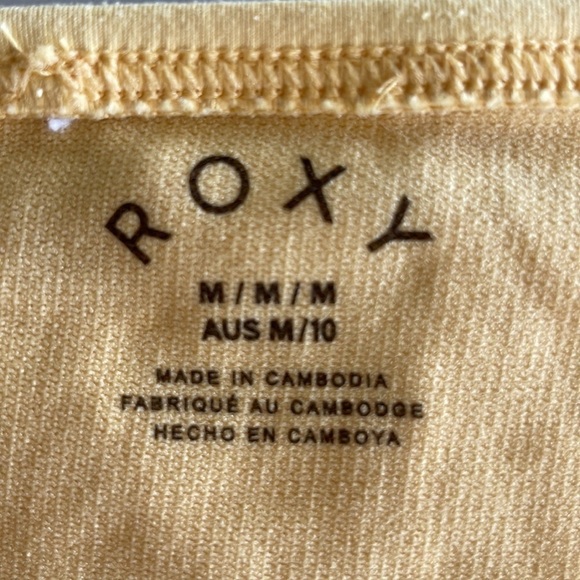 ROXY
M/M/M
AUS M/10
MADE IN CAMBODIA
FABRIQUÉ AU CAMBODGE
HECHO EN CAMBOYA